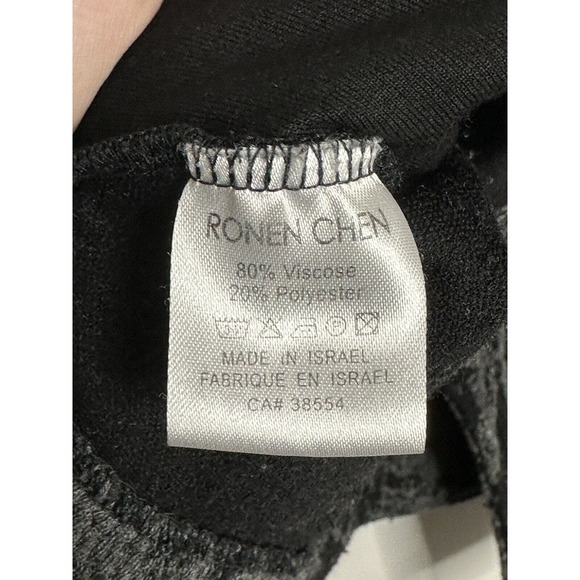 RONEN CHEN
80% Viscose
20% Polyester
MADE IN ISRAEL
FABRIQUE EN ISRAEL
CA# 38554